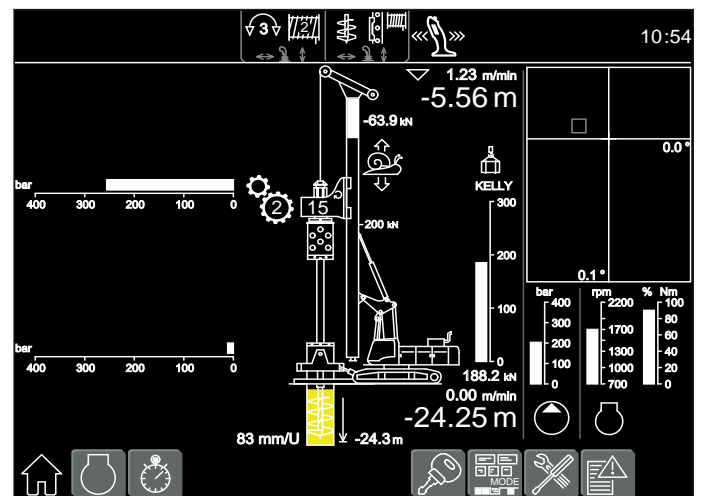 3 2
10:54
1.23 m/min
-5.56 m
-63.9 kN
0.0 °
KELLY
bar
400 300 200 100 0
2 15
300
200
100
0
-200 kN
0.1 °
bar
400
300
200
100
0
rpm
2200
1700
1300
1000
700
% Nm
100
80
60
40
20
0
bar
400 300 200 100 0
188.2 kN
0.00 m/min
-24.25 m
83 mm/U
-24.3 m
MODE